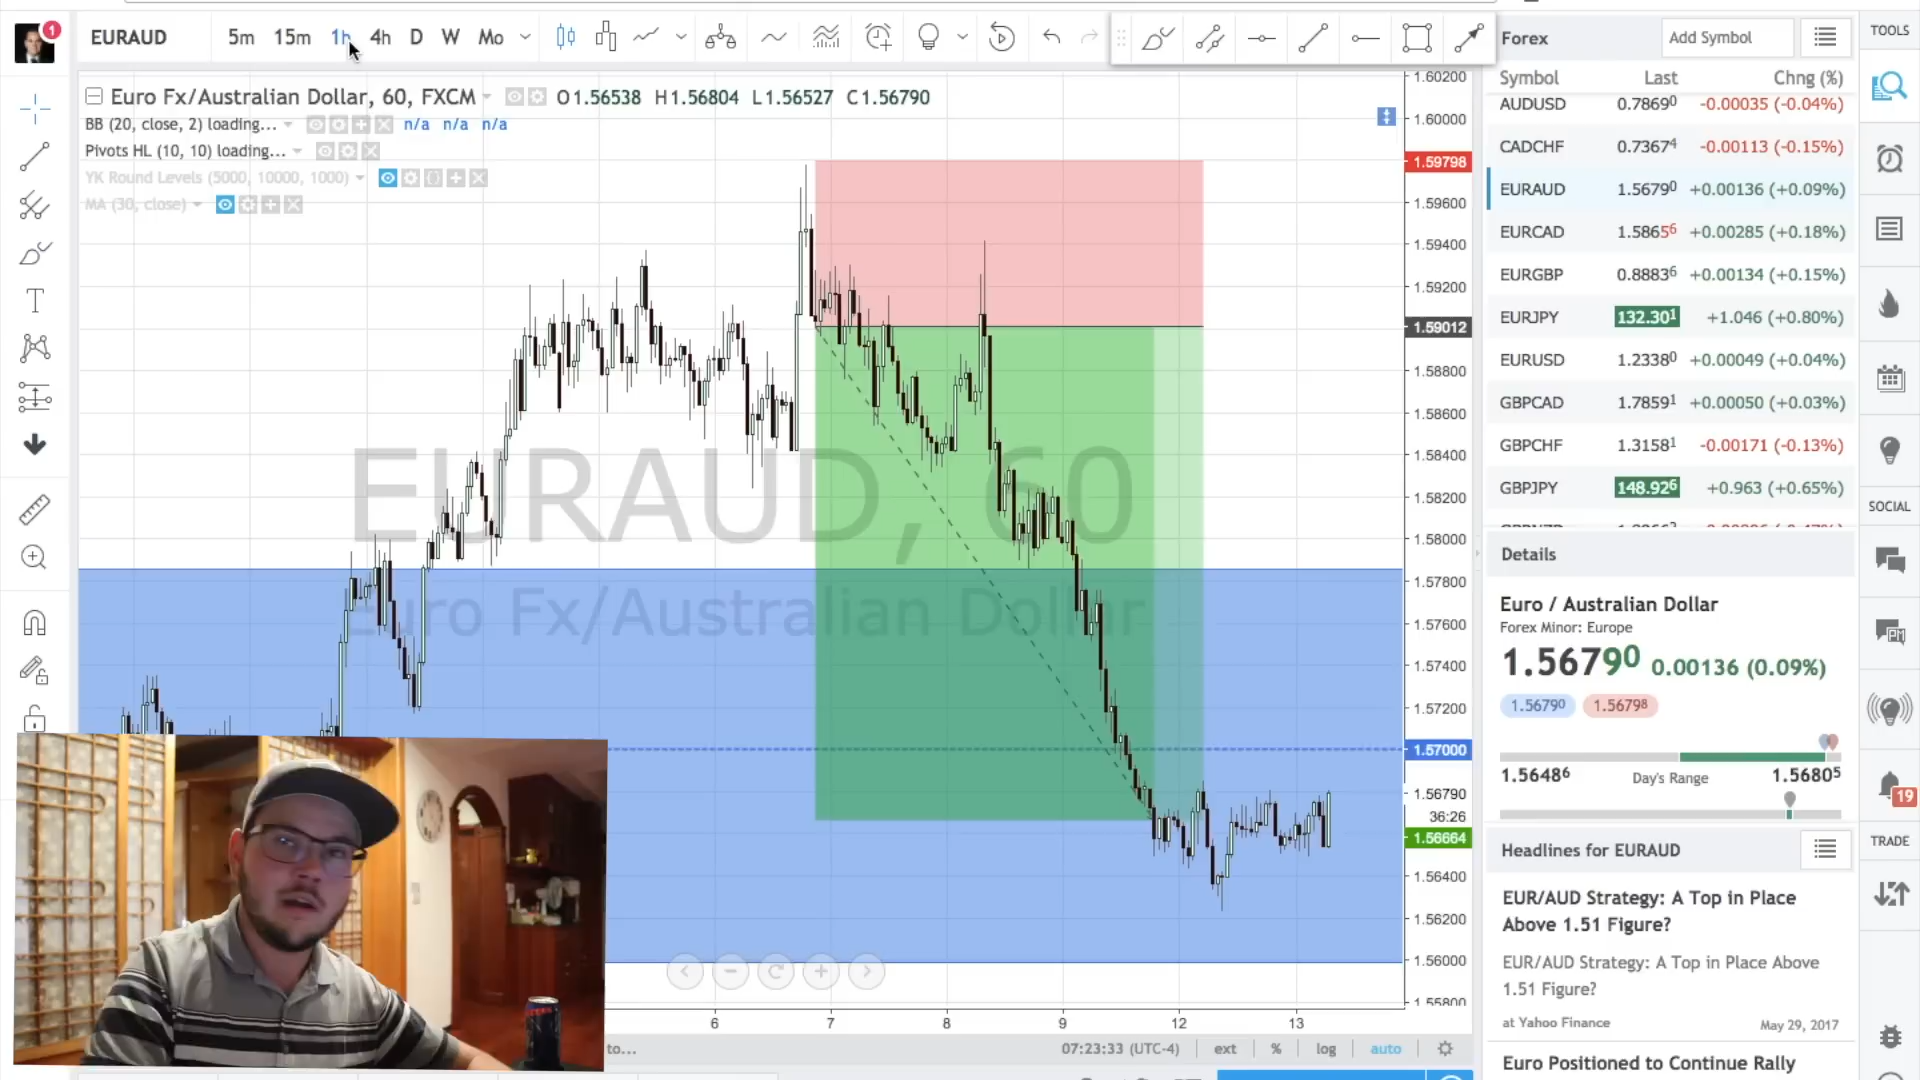 1
EURAUD
5m 15m 1h 4h D W Mo
Forex
Add Symbol
TOOLS
Symbol Last Chng (%)
AUDUSD 0.78690 -0.00035 (-0.04%)
CADCHF 0.73674 -0.00113 (-0.15%)
EURAUD 1.56790 +0.00136 (+0.09%)
EURCAD 1.58656 +0.00285 (+0.18%)
EURGBP 0.88836 +0.00134 (+0.15%)
EURJPY 132.301 +1.046 (+0.80%)
EURUSD 1.23380 +0.00049 (+0.04%)
GBPCAD 1.78591 +0.00050 (+0.03%)
GBPCHF 1.31581 -0.00171 (-0.13%)
GBPJPY 148.926 +0.963 (+0.65%)
SOCIAL
Euro Fx/Australian Dollar, 60, FXCM O1.56538 H1.56804 L1.56527 C1.56790
BB (20, close, 2) loading... n/a n/a n/a
Pivots HL (10, 10) loading...
YK Round Levels (5000, 10000, 1000)
MA (30, close)
EURAUD, 60
Euro Fx/Australian Dollar
1.60200
1.60000
1.59798
1.59600
1.59400
1.59200
1.59012
1.58800
1.58600
1.58400
1.58200
1.58000
1.57800
1.57600
1.57400
1.57200
1.57000
1.56790
36:26
1.56664
1.56400
1.56200
1.56000
1.55800
6 7 8 9 12 13
to...
07:23:33 (UTC-4) ext % log auto
Details
Euro / Australian Dollar
Forex Minor: Europe
1.56790 0.00136 (0.09%)
1.56790 1.56798
1.56486 Day's Range 1.56805
PM
19
TRADE
Headlines for EURAUD
EUR/AUD Strategy: A Top in Place
Above 1.51 Figure?
EUR/AUD Strategy: A Top in Place Above
1.51 Figure?
at Yahoo Finance May 29, 2017
Euro Positioned to Continue Rally